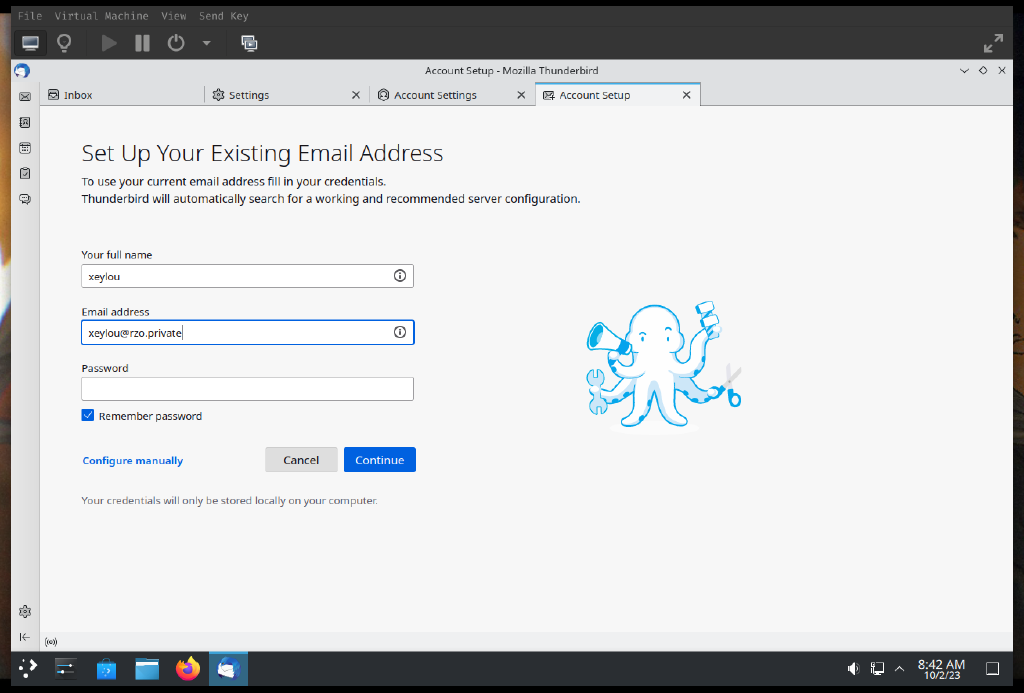 File Virtual Machine View Send Key
Account Setup - Mozilla Thunderbird
Inbox Settings Account Settings Account Setup
Set Up Your Existing Email Address
To use your current email address fill in your credentials.
Thunderbird will automatically search for a working and recommended server configuration.
Your full name
xeylou
Email address
xeylou@rzo.private
Password
Remember password
Configure manually Cancel Continue
Your credentials will only be stored locally on your computer.
8:42 AM
10/2/23